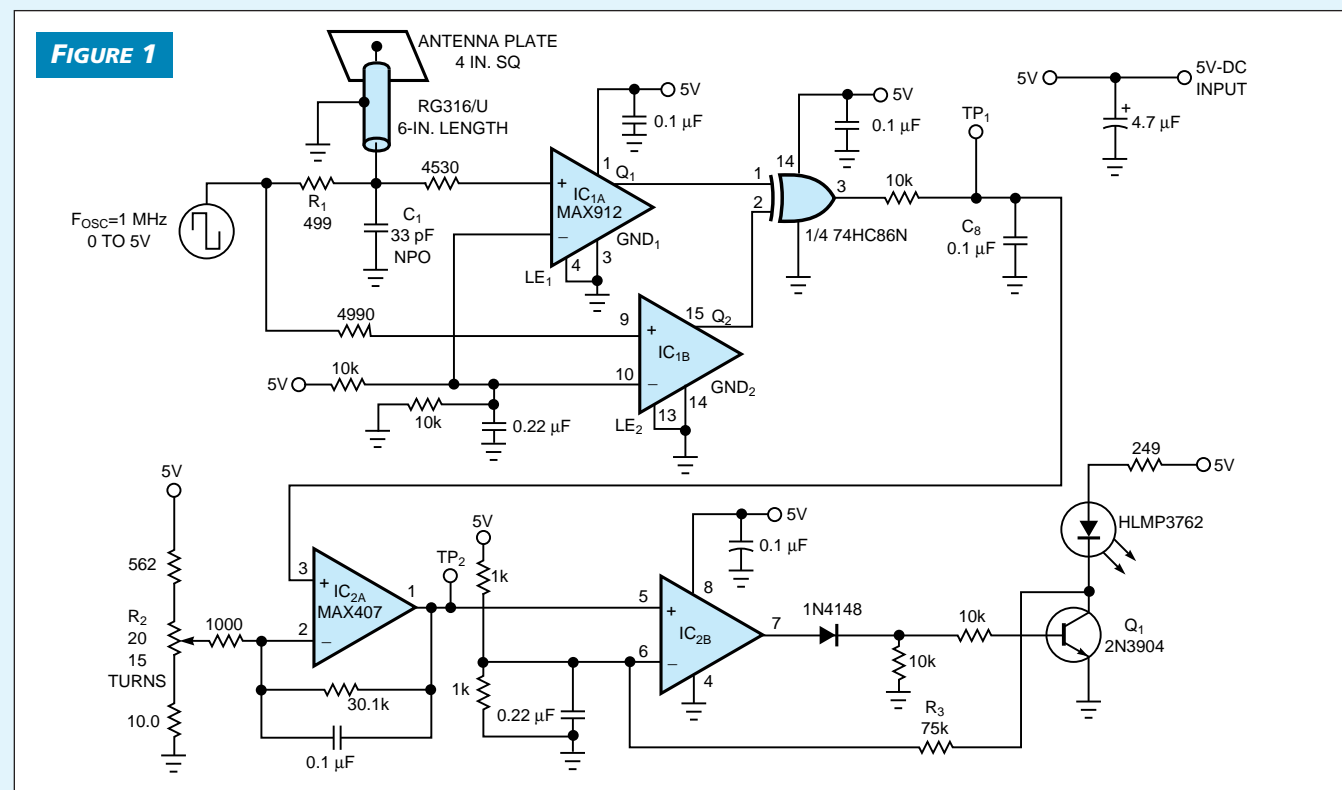 FIGURE 1
ANTENNA PLATE
4 IN. SQ
RG316/U
6-IN. LENGTH
5V
0.1 µF
5V
0.1 µF
TP1
5V
5V-DC
INPUT
+
4.7 µF
FOSC=1 MHz
0 TO 5V
R1
499
4530
C1
33 pF
NPO
+
–
IC1A
MAX912
1
Q1
GND1
3
4
LE1
1
2
14
3
1/4 74HC86N
10k
C8
0.1 µF
4990
9
+
15
Q2
IC1B
5V
10k
10
–
GND2
14
13
LE2
10k
0.22 µF
5V
562
R2
20
15
TURNS
10.0
1000
3
+
2
–
IC2A
MAX407
1
30.1k
0.1 µF
TP2
5V
1k
1k
0.22 µF
5
+
6
–
IC2B
8
5V
0.1 µF
7
4
1N4148
10k
10k
R3
75k
249
5V
HLMP3762
Q1
2N3904